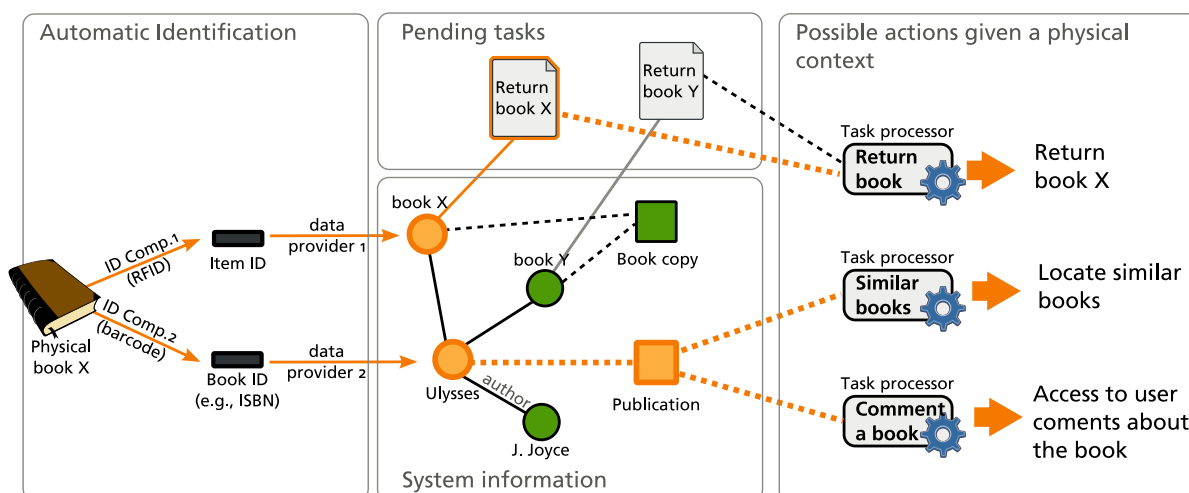 Automatic Identification
Pending tasks
Possible actions given a physical
context
Return
book X
Return
book Y
Task processor
Return
book
Return
book X
book X
data
provider 1
ID Comp.1
(RFID)
Item ID
Book copy
book Y
Task processor
Similar
books
Locate similar
books
ID Comp.2
(barcode)
Physical
book X
data
provider 2
Book ID
(e.g., ISBN)
Ulysses
author
Publication
J. Joyce
Task processor
Comment
a book
Access to user
coments about
the book
System information